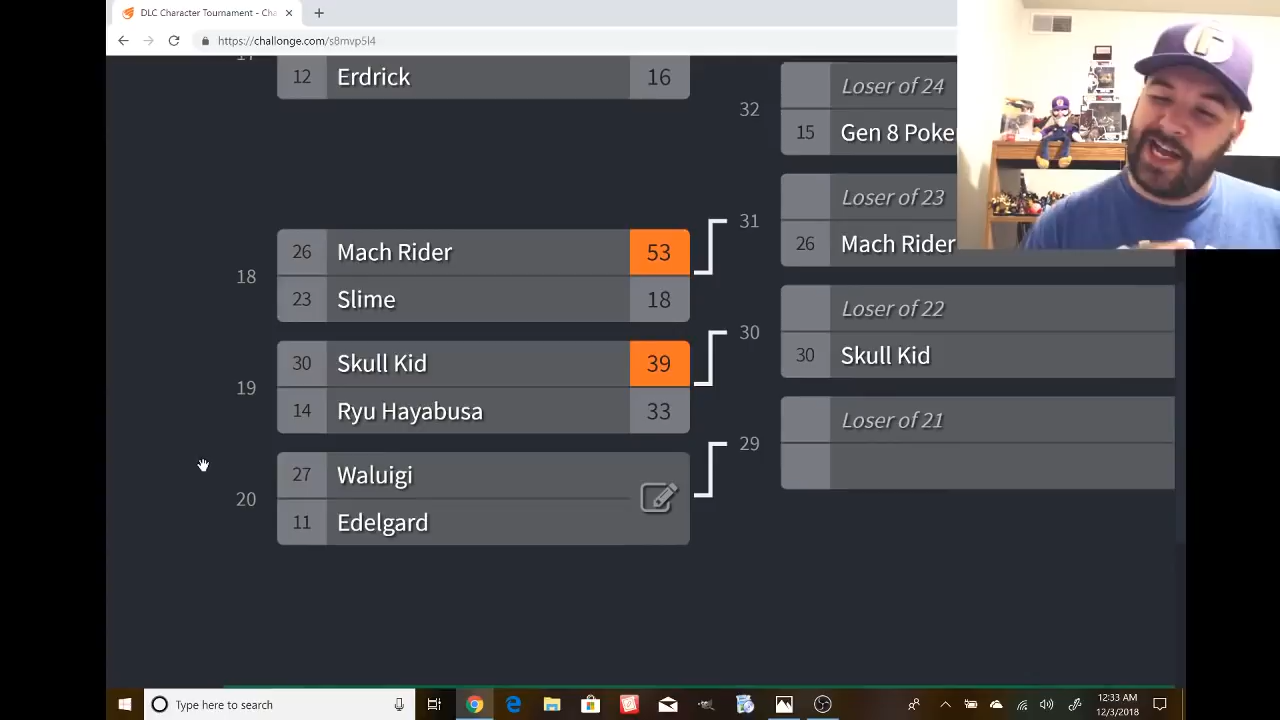 DLC Character Tournament - Cha
https://challonge.com/s8mvp5l4
12 Erdrick 16
Loser of 24
32
15 Gen 8 Poke
Loser of 23
31
26 Mach Rider
26 Mach Rider 53
18
23 Slime 18
Loser of 22
30
30 Skull Kid
30 Skull Kid 39
19
14 Ryu Hayabusa 33
Loser of 21
29
27 Waluigi
20
11 Edelgard
Type here to search
12:33 AM
12/3/2018